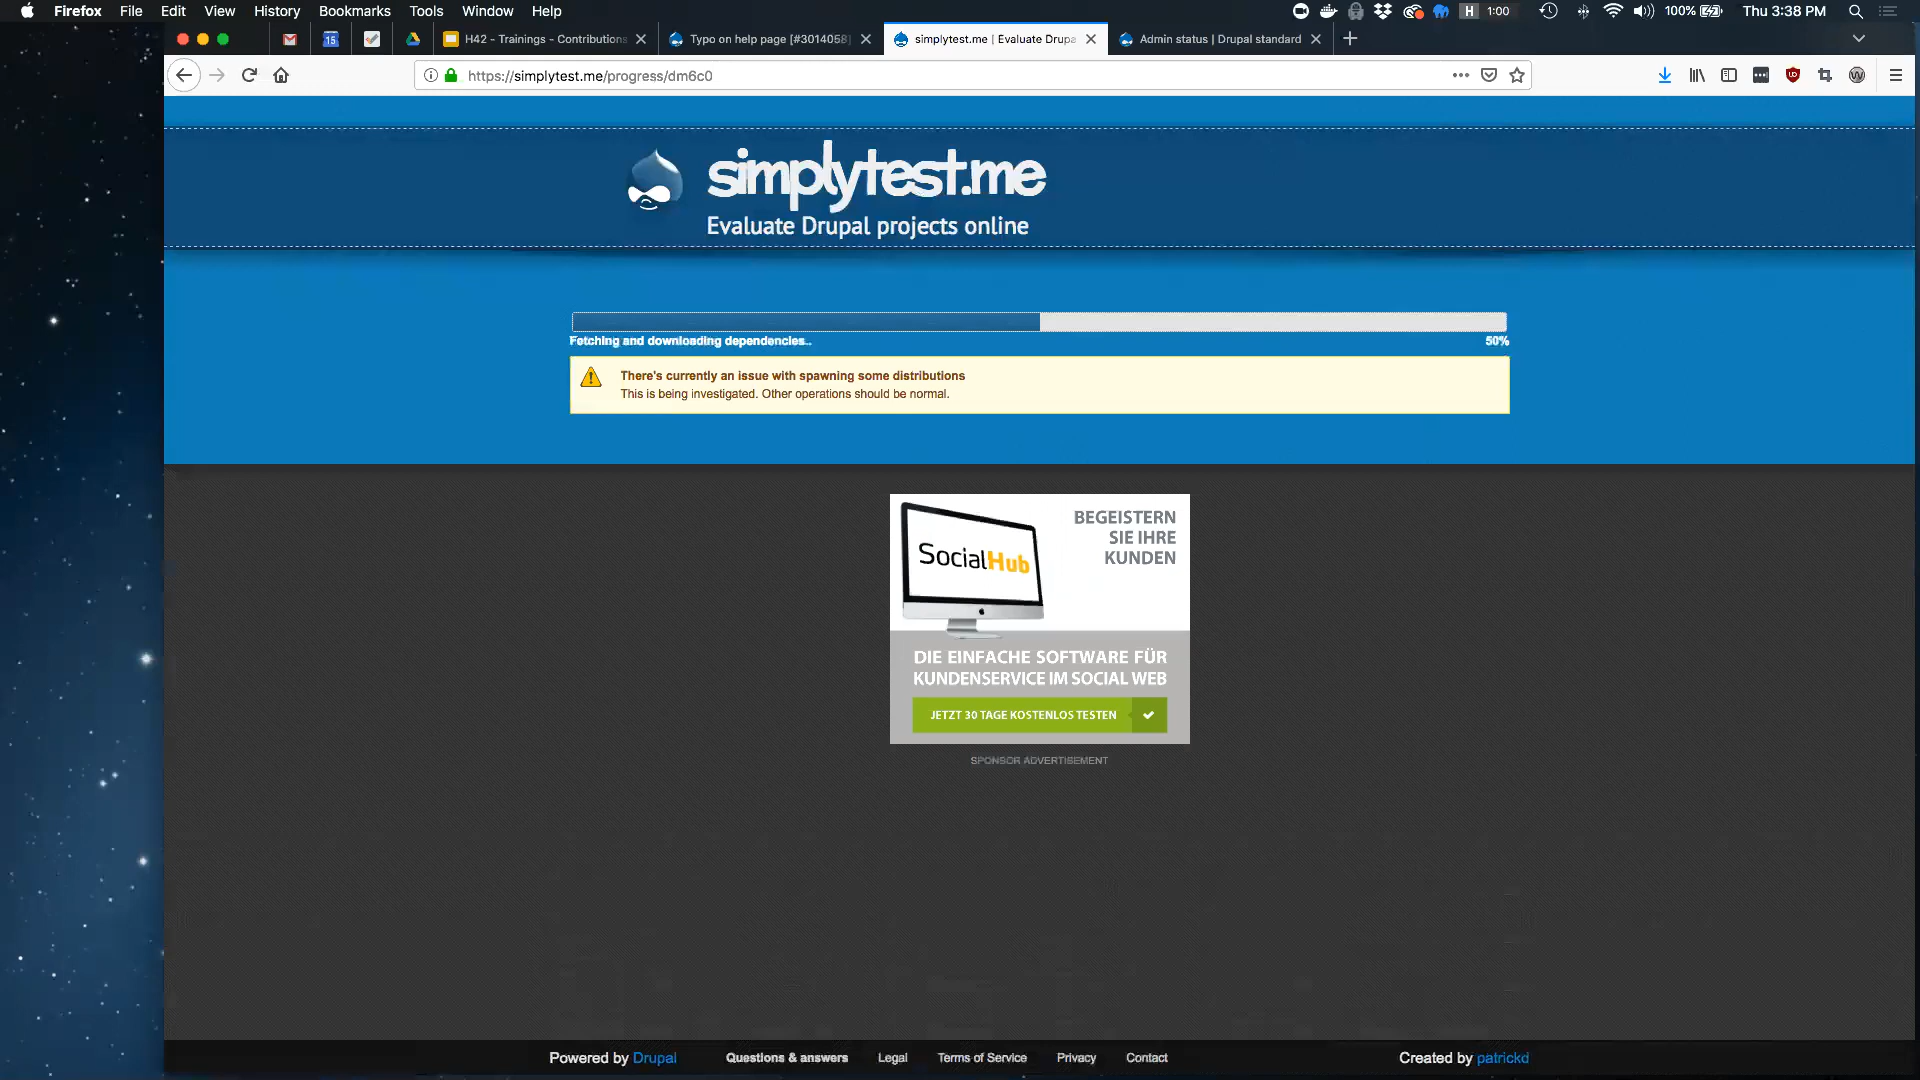 Firefox File Edit View History Bookmarks Tools Window Help
H 1:00 100% Thu 3:38 PM
15 H42 - Trainings - Contributions Typo on help page [#3014058] simplytest.me | Evaluate Drupa Admin status | Drupal standard
https://simplytest.me/progress/dm6c0
simplytest.me
Evaluate Drupal projects online
Fetching and downloading dependencies.. 50%
There's currently an issue with spawning some distributions
This is being investigated. Other operations should be normal.
BEGEISTERN
SIE IHRE
KUNDEN
SocialHub
DIE EINFACHE SOFTWARE FÜR
KUNDENSERVICE IM SOCIAL WEB
JETZT 30 TAGE KOSTENLOS TESTEN
SPONSOR ADVERTISEMENT
Powered by Drupal Questions & answers Legal Terms of Service Privacy Contact Created by patrickd